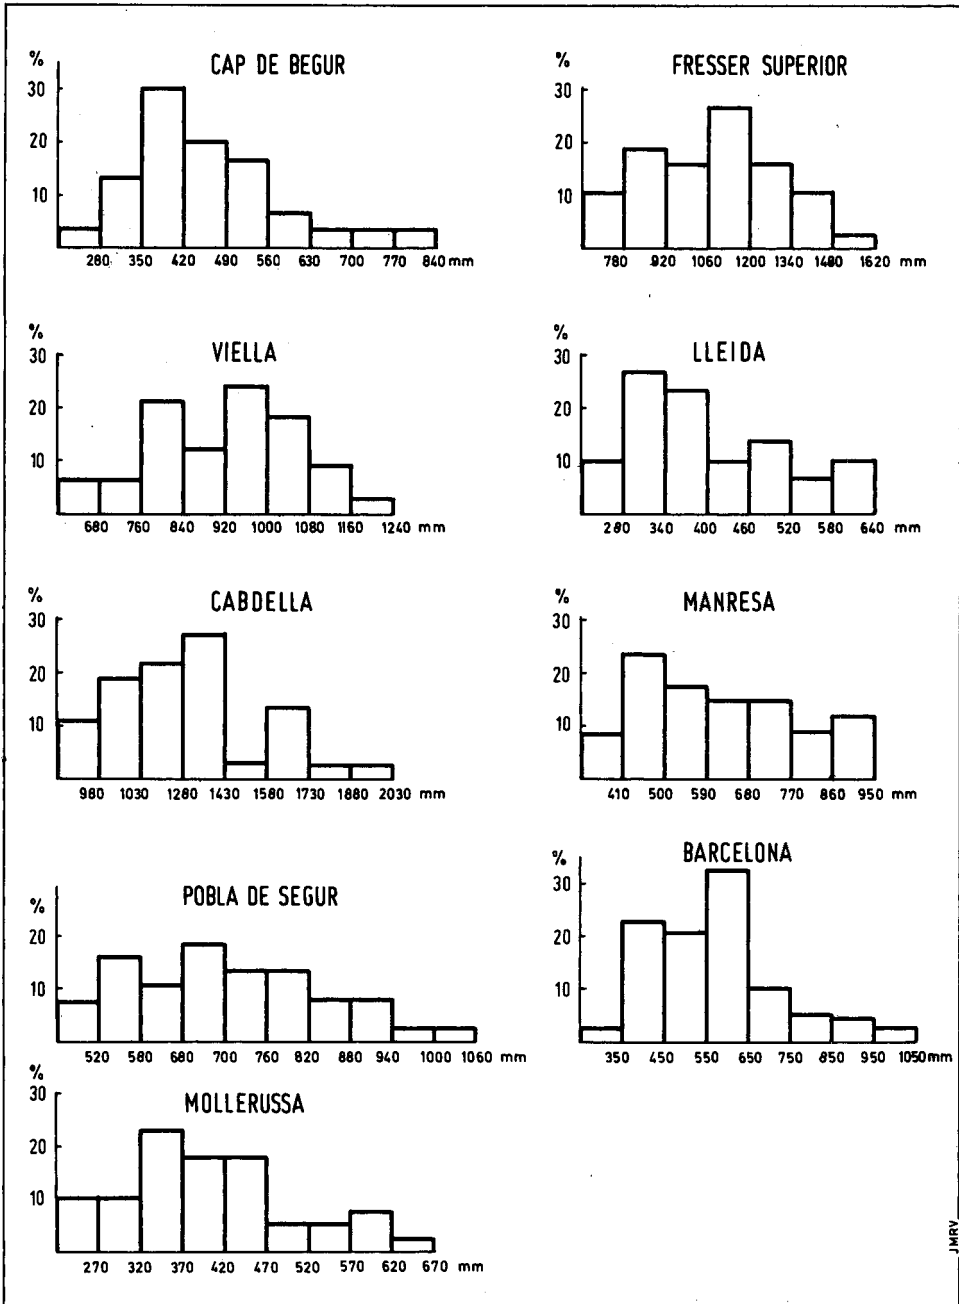 CAP DE BEGUR
%
30
20
10
280 350 420 490 560 630 700 770 840 mm
FRESSER SUPERIOR
%
30
20
10
780 920 1060 1200 1340 1480 1620 mm
VIELLA
%
30
20
10
680 760 840 920 1000 1080 1160 1240 mm
LLEIDA
%
30
20
10
280 340 400 460 520 580 640 mm
CABDELLA
%
30
20
10
980 1030 1280 1430 1580 1730 1880 2030 mm
MANRESA
%
30
20
10
410 500 590 680 770 860 950 mm
POBLA DE SEGUR
%
20
10
520 580 680 700 760 820 880 940 1000 1060 mm
BARCELONA
%
30
20
10
350 450 550 650 750 850 950 1050 mm
MOLLERUSSA
%
30
20
10
270 320 370 420 470 520 570 620 670 mm
JMRV